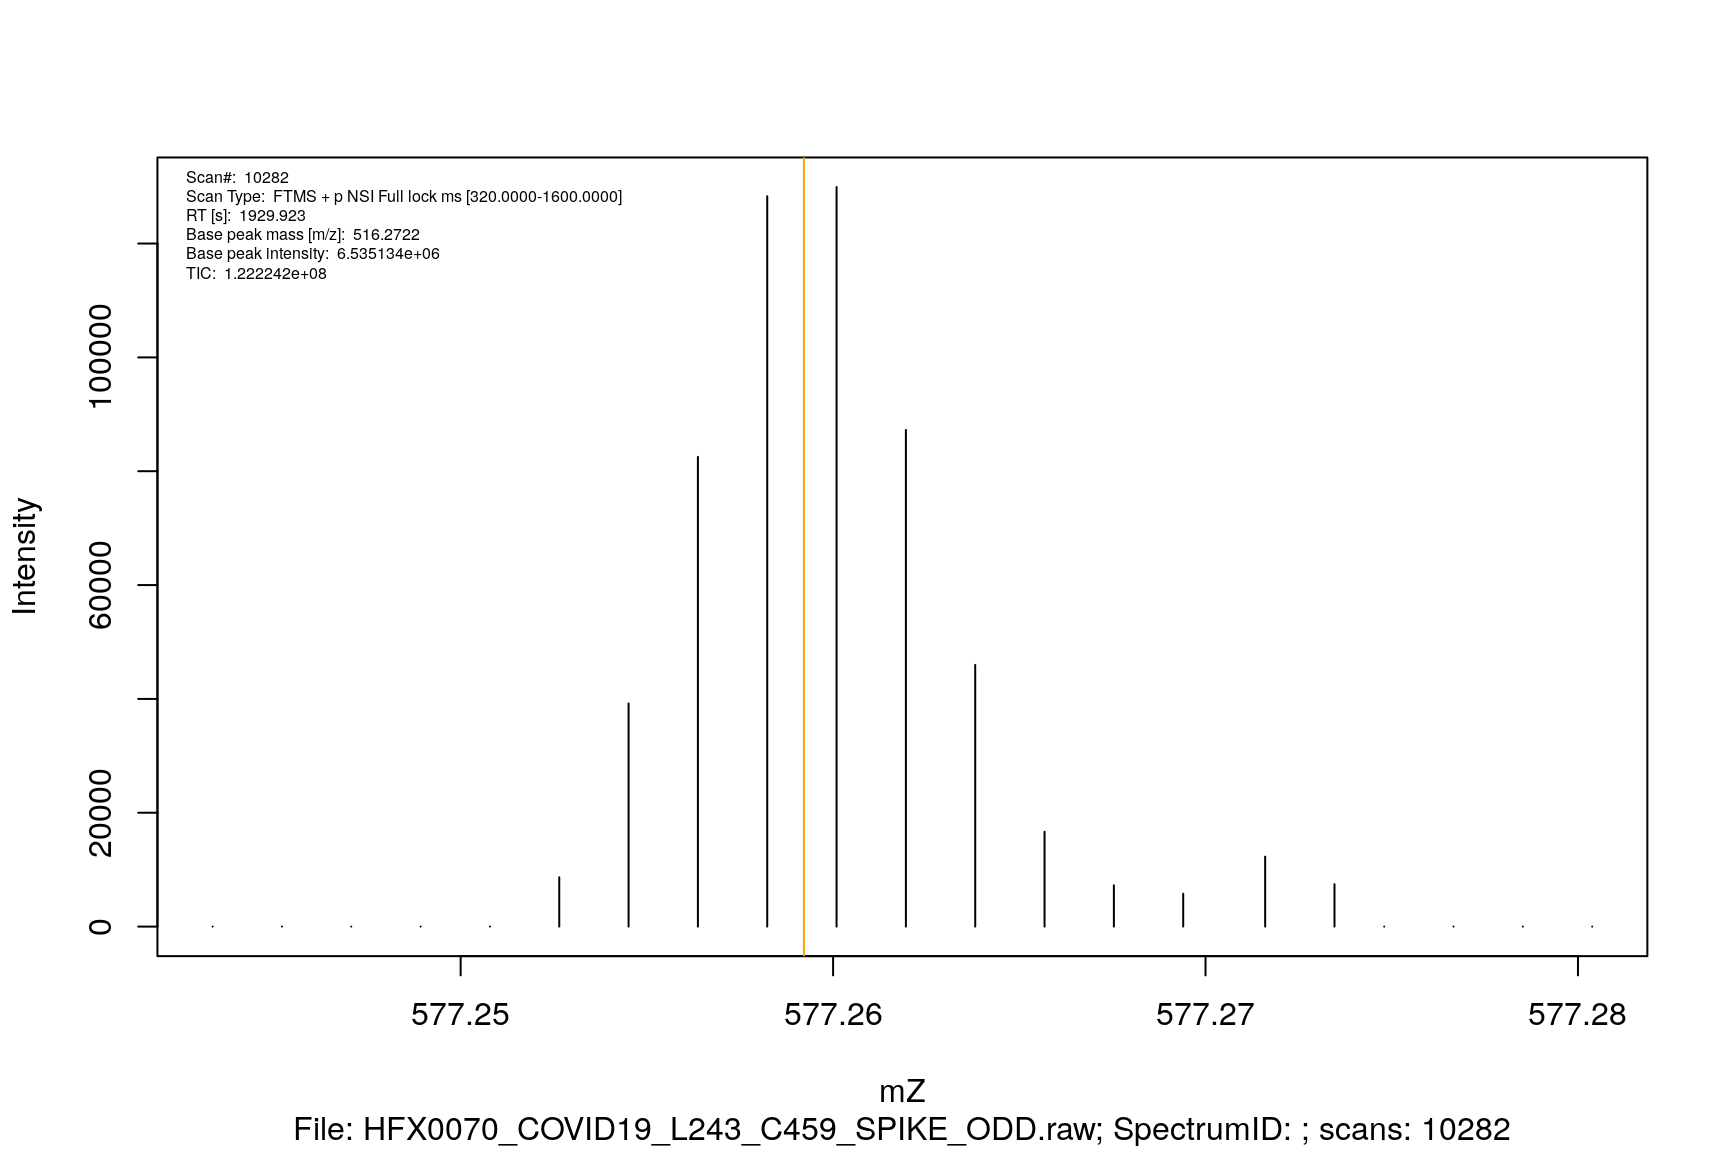 Scan#: 10282
Scan Type: FTMS + p NSI Full lock ms [320.0000-1600.0000]
RT [s]: 1929.923
Base peak mass [m/z]: 516.2722
Base peak intensity: 6.535134e+06
TIC: 1.222242e+08
Intensity
100000
60000
20000
0
577.25 577.26 577.27 577.28
mZ
File: HFX0070_COVID19_L243_C459_SPIKE_ODD.raw; SpectrumID: ; scans: 10282